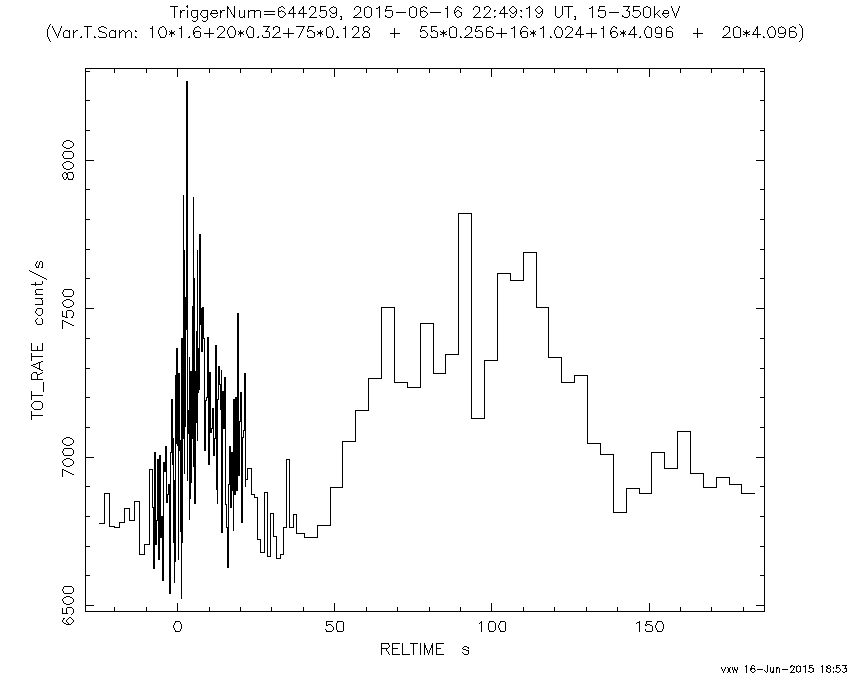 TriggerNum=644259, 2015-06-16 22:49:19 UT, 15-350keV
(Var.T.Sam: 10*1.6+20*0.32+75*0.128 + 55*0.256+16*1.024+16*4.096 + 20*4.096)
8000
7500
7000
6500
TOT_RATE count/s
0 50 100 150
RELTIME s
vxw 16-Jun-2015 18:53